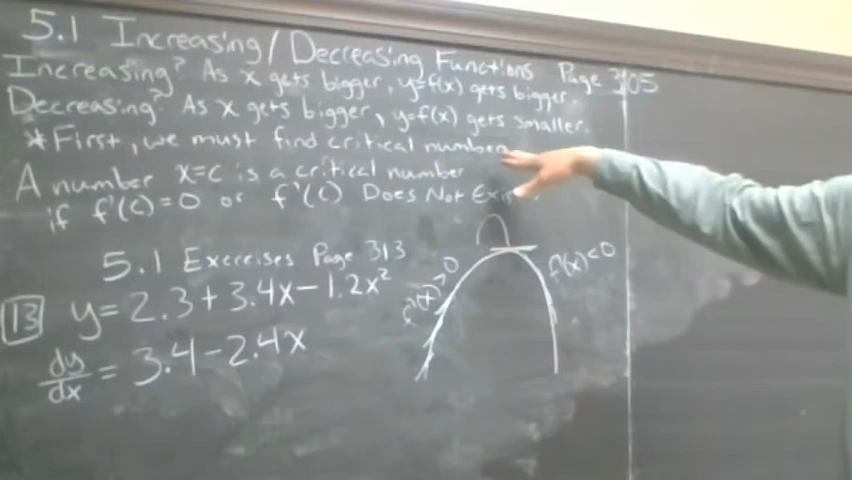 5.1 Increasing/Decreasing Functions Page 305
Increasing? As x gets bigger, y=f(x) gets bigger.
Decreasing? As x gets bigger, y=f(x) gets smaller.
*First, we must find critical numbers
A number x=c is a critical number
if f'(c)=0 or f'(c) Does Not Exist.
5.1 Exercises Page 313
13 y=2.3+3.4x-1.2x²
dy/dx = 3.4-2.4x
f'(x)>0
f'(x)<0